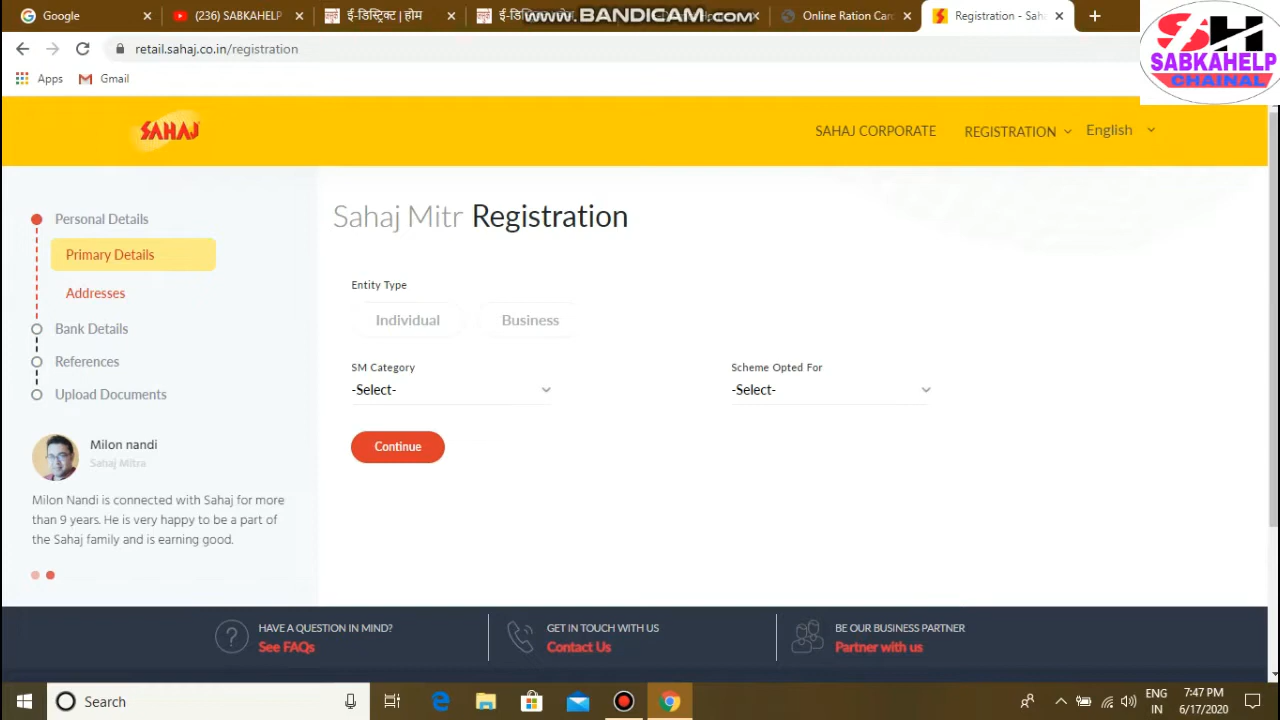 Google
(236) SABKAHELP
ई-डिस्ट्रिक्ट | होम
www.BANDICAM.com
Online Ration Card
Registration - Saha
retail.sahaj.co.in/registration
SH
SABKAHELP
CHAINAL
Apps
Gmail
SAHAJ
SAHAJ CORPORATE
REGISTRATION
English
Personal Details
Primary Details
Addresses
Bank Details
References
Upload Documents
Milon nandi
Sahaj Mitra
Milon Nandi is connected with Sahaj for more
than 9 years. He is very happy to be a part of
the Sahaj family and is earning good.
Sahaj Mitr Registration
Entity Type
Individual
Business
SM Category
Scheme Opted For
-Select-
-Select-
Continue
HAVE A QUESTION IN MIND?
See FAQs
GET IN TOUCH WITH US
Contact Us
BE OUR BUSINESS PARTNER
Partner with us
Search
ENG
IN
7:47 PM
6/17/2020